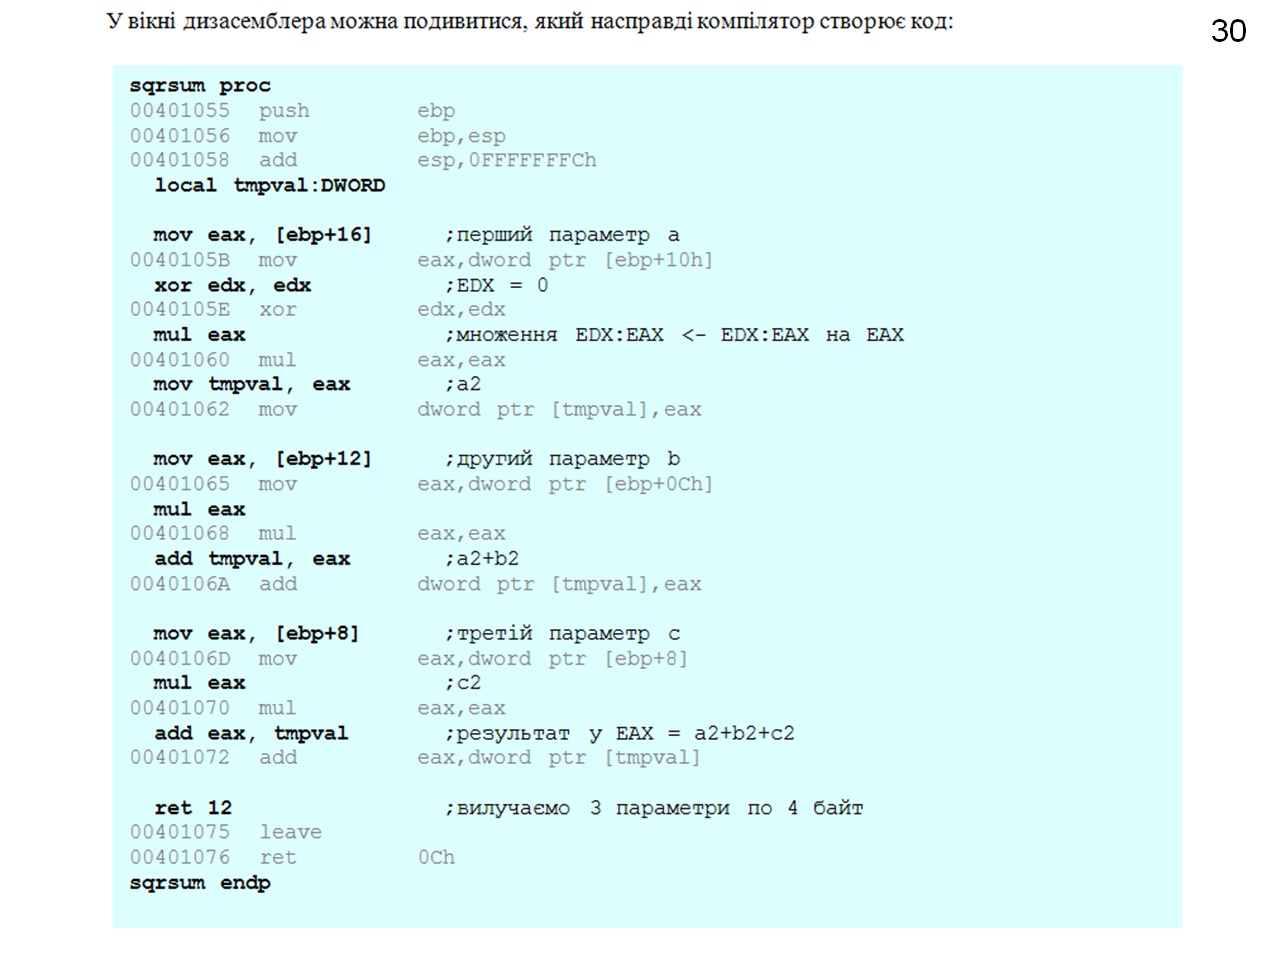 У вікні дизасемблера можна подивитися, який насправді компілятор створює код:
30
sqrsum proc
00401055 push ebp
00401056 mov ebp,esp
00401058 add esp,0FFFFFFFCh
local tmpval:DWORD
mov eax, [ebp+16] ;перший параметр a
0040105B mov eax,dword ptr [ebp+10h]
xor edx, edx ;EDX = 0
0040105E xor edx,edx
mul eax ;множення EDX:EAX <- EDX:EAX на EAX
00401060 mul eax,eax
mov tmpval, eax ;a2
00401062 mov dword ptr [tmpval],eax
mov eax, [ebp+12] ;другий параметр b
00401065 mov eax,dword ptr [ebp+0Ch]
mul eax
00401068 mul eax,eax
add tmpval, eax ;a2+b2
0040106A add dword ptr [tmpval],eax
mov eax, [ebp+8] ;третій параметр c
0040106D mov eax,dword ptr [ebp+8]
mul eax ;c2
00401070 mul eax,eax
add eax, tmpval ;результат у EAX = a2+b2+c2
00401072 add eax,dword ptr [tmpval]
ret 12 ;вилучаємо 3 параметри по 4 байт
00401075 leave
00401076 ret 0Ch
sqrsum endp